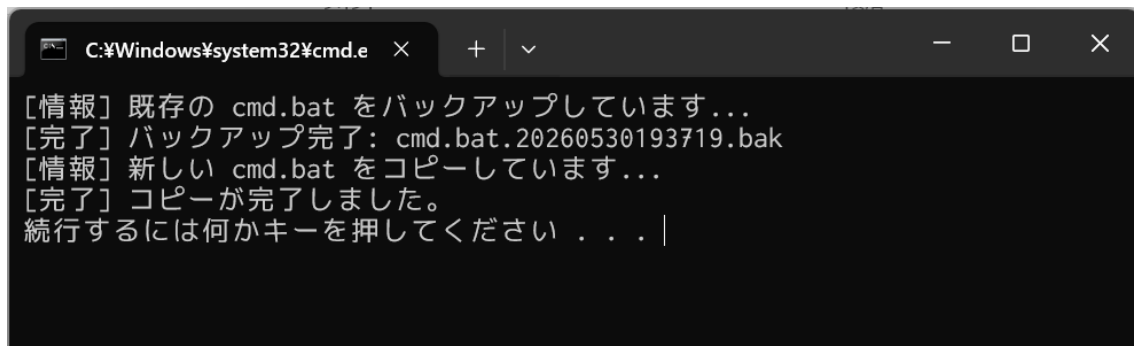 C:¥Windows¥system32¥cmd.e
[情報] 既存の cmd.bat をバックアップしています...
[完了] バックアップ完了: cmd.bat.20260530193719.bak
[情報] 新しい cmd.bat をコピーしています...
[完了] コピーが完了しました。
続行するには何かキーを押してください . . .